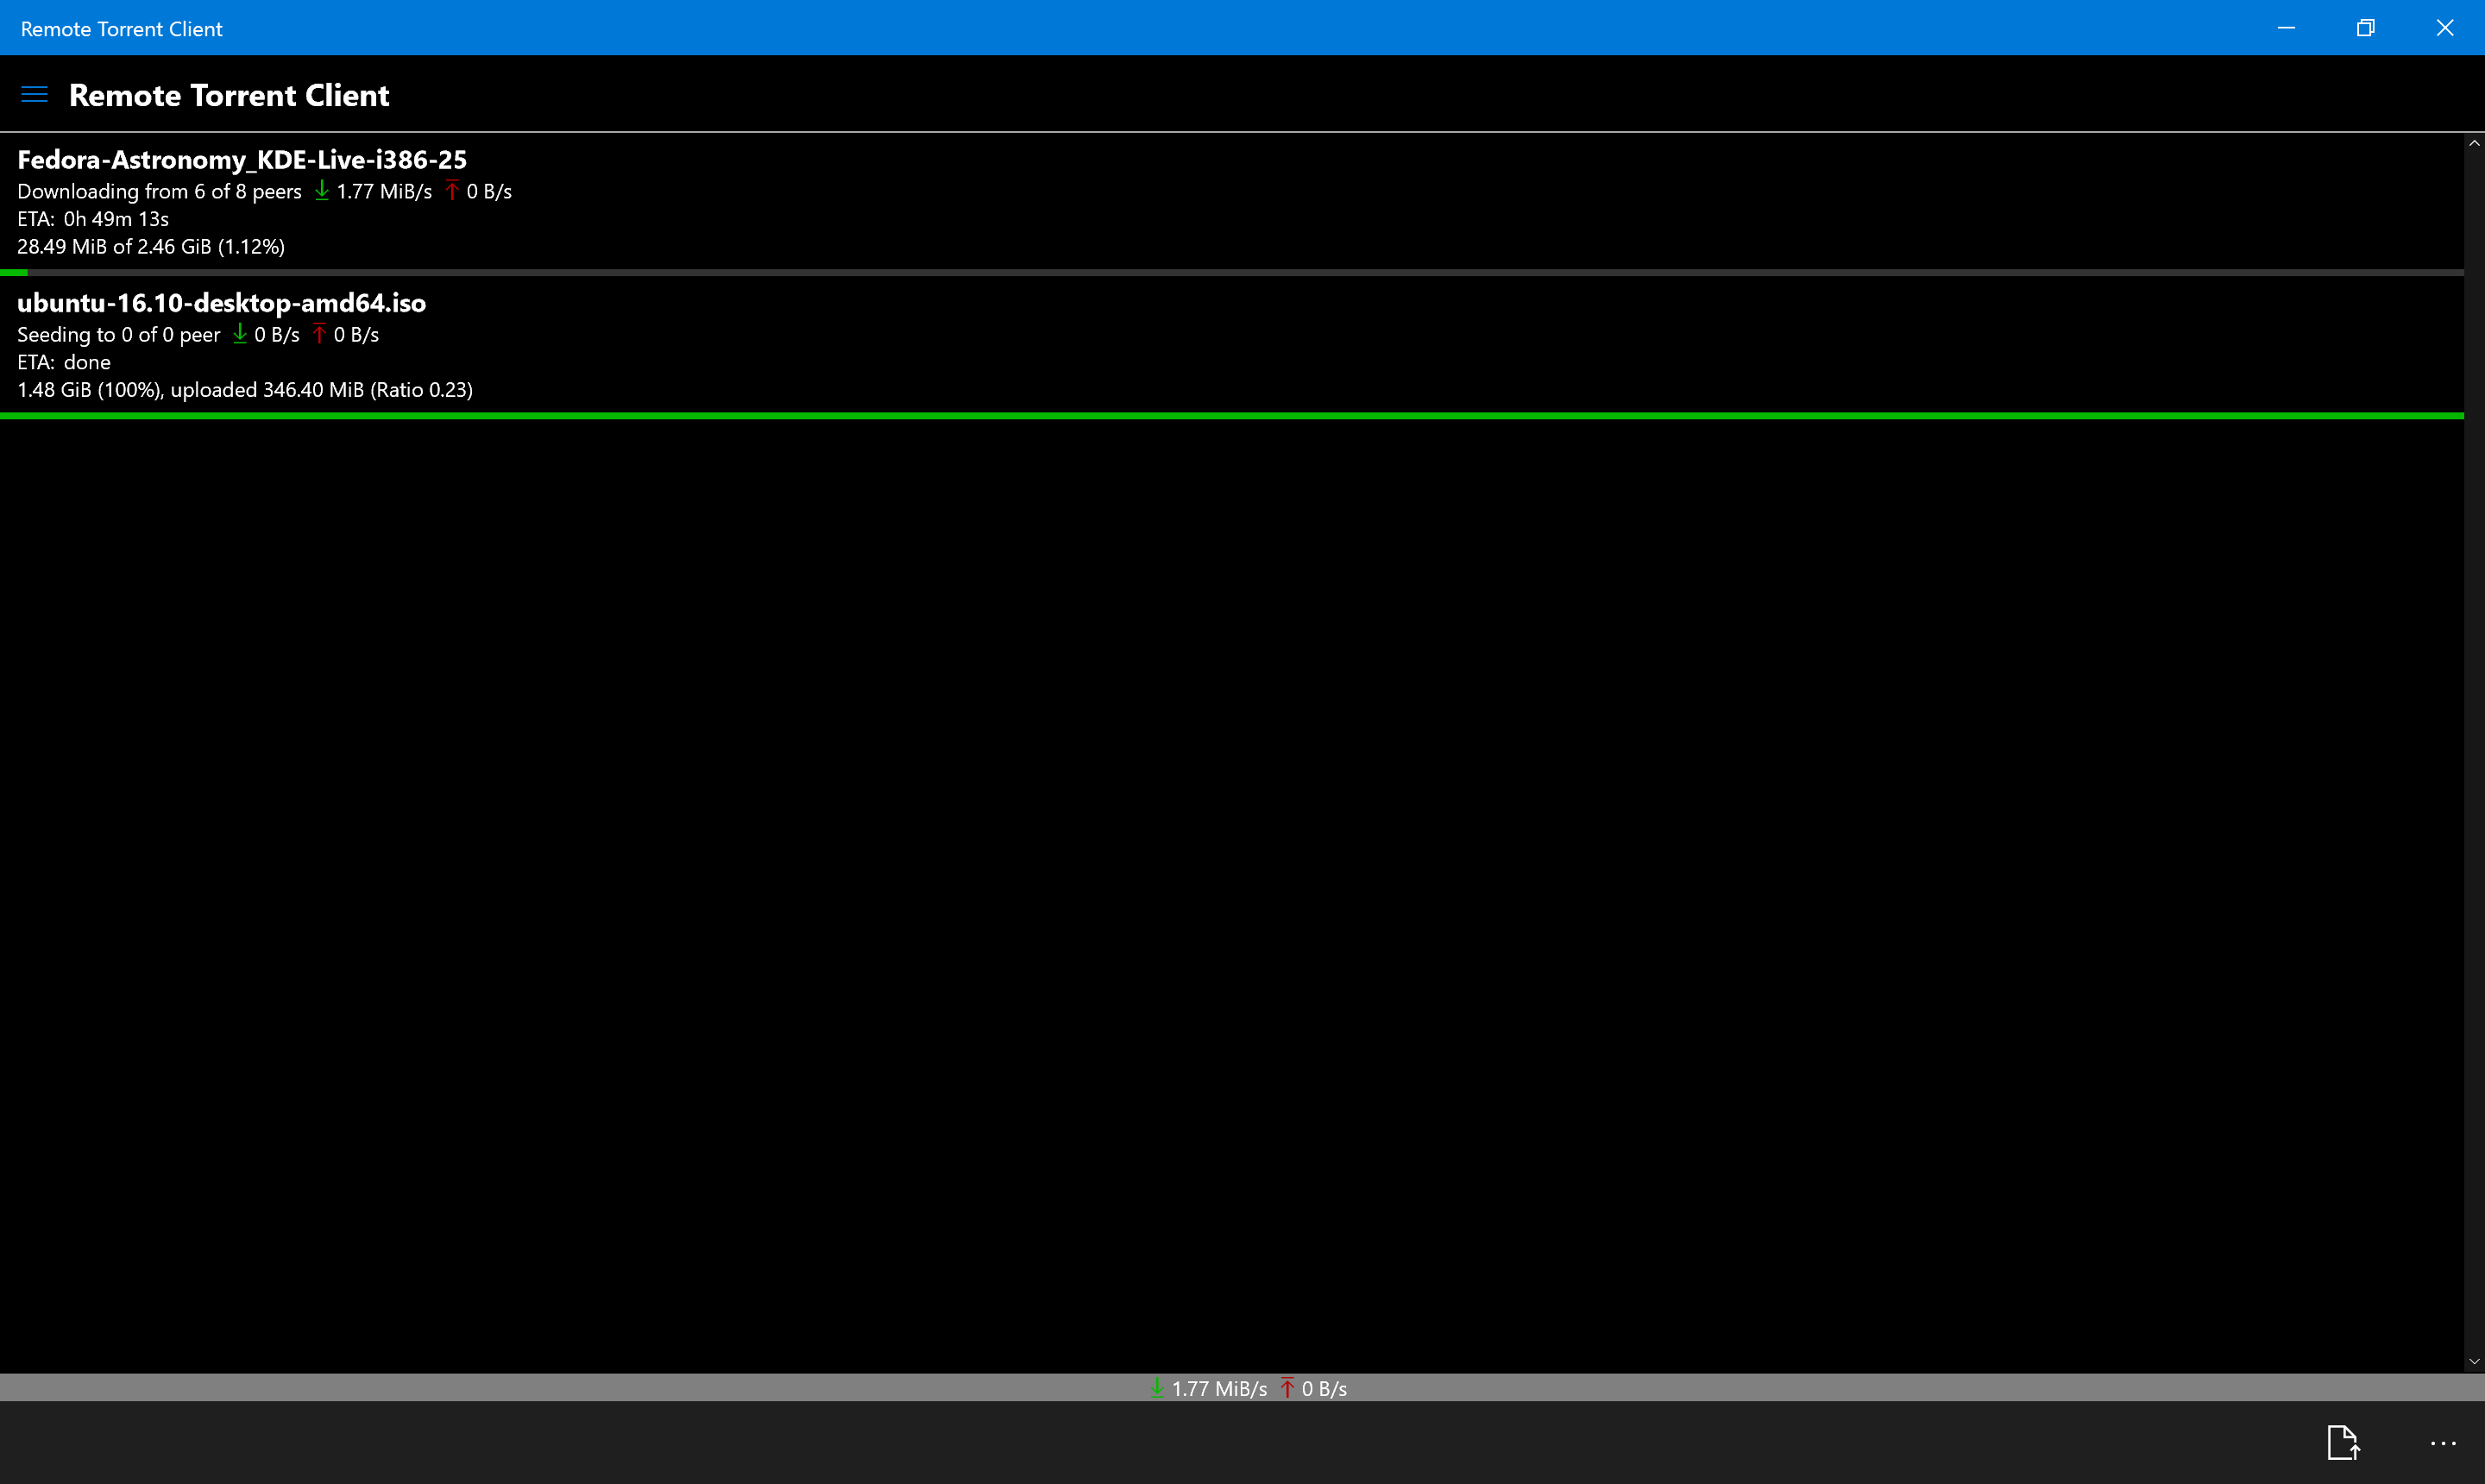 Remote Torrent Client
Remote Torrent Client
Fedora-Astronomy_KDE-Live-i386-25
Downloading from 6 of 8 peers 1.77 MiB/s 0 B/s
ETA: 0h 49m 13s
28.49 MiB of 2.46 GiB (1.12%)
ubuntu-16.10-desktop-amd64.iso
Seeding to 0 of 0 peer 0 B/s 0 B/s
ETA: done
1.48 GiB (100%), uploaded 346.40 MiB (Ratio 0.23)
1.77 MiB/s 0 B/s